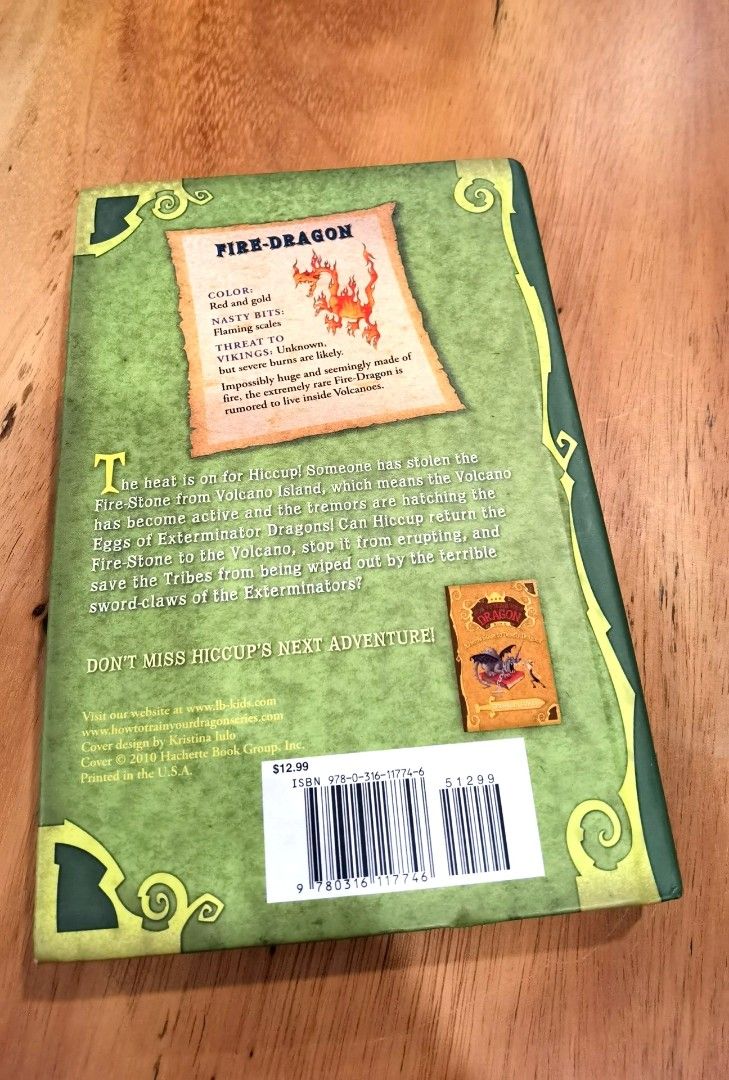 FIRE-DRAGON
COLOR:
Red and gold
NASTY BITS:
Flaming scales
THREAT TO
VIKINGS: Unknown,
but severe burns are likely.
Impossibly huge and seemingly made of
fire, the extremely rare Fire-Dragon is
rumored to live inside Volcanoes.
The heat is on for Hiccup! Someone has stolen the
Fire-Stone from Volcano Island, which means the Volcano
has become active and the tremors are hatching the
Eggs of Exterminator Dragons! Can Hiccup return the
Fire-Stone to the Volcano, stop it from erupting, and
save the Tribes from being wiped out by the terrible
sword-claws of the Exterminators?
DON'T MISS HICCUP'S NEXT ADVENTURE!
DRAGON
Visit our website at www.lb-kids.com
www.howtotrainyourdragonseries.com
Cover design by Kristina Iulo
Cover © 2010 Hachette Book Group, Inc.
Printed in the U.S.A.
$12.99
ISBN 978-0-316-11774-6
51299
9 780316 117746